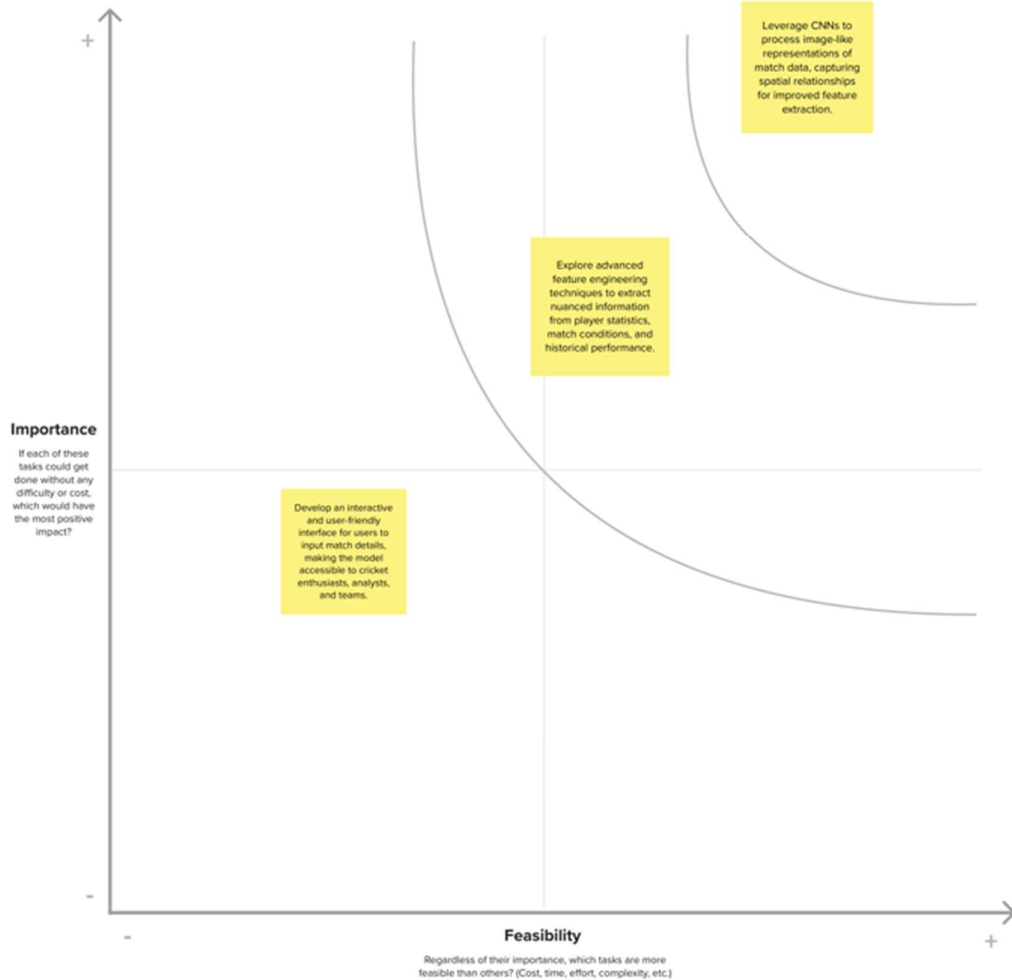 +
Leverage CNNs to
process image-like
representations of
match data, capturing
spatial relationships
for improved feature
extraction.
Explore advanced
feature engineering
techniques to extract
nuanced information
from player statistics,
match conditions, and
historical performance.
Importance
If each of these
tasks could get
done without any
difficulty or cost,
which would have
the most positive
impact?
Develop an interactive
and user-friendly
interface for users to
input match details,
making the model
accessible to cricket
enthusiasts, analysts,
and teams.
-
-
Feasibility
+
Regardless of their importance, which tasks are more
feasible than others? (Cost, time, effort, complexity, etc.)